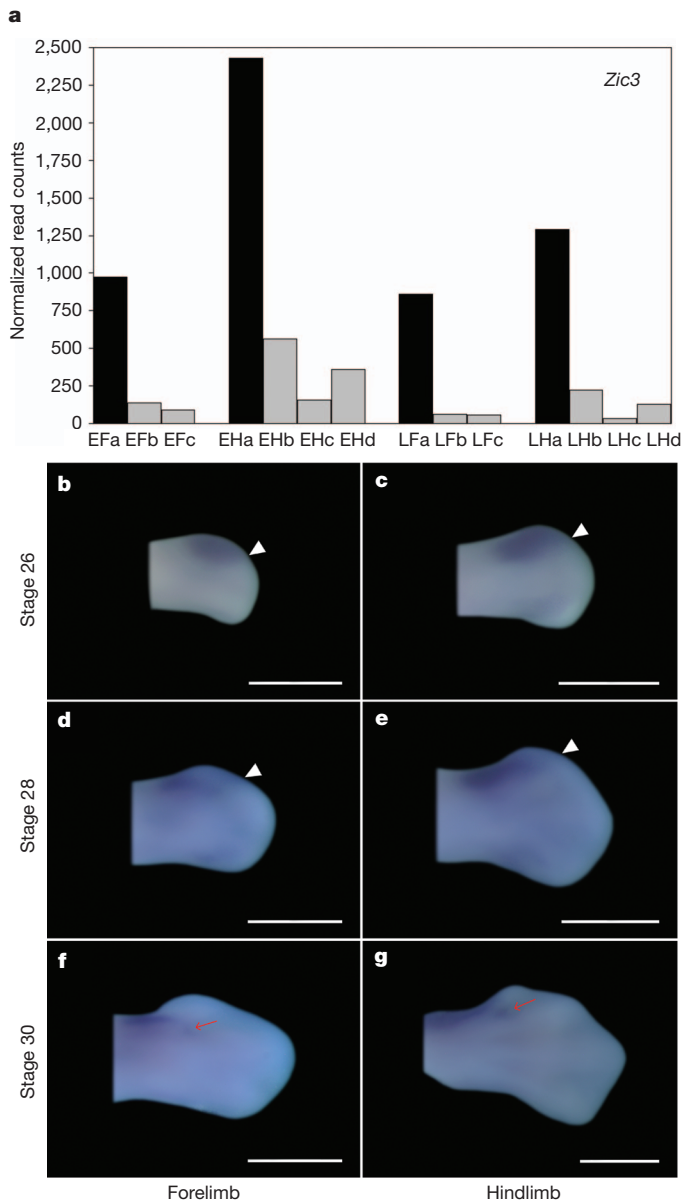 a
2,500
2,250
2,000
1,750
1,500
1,250
1,000
750
500
250
0
Normalized read counts
Zic3
EFa EFb EFc EHa EHb EHc EHd LFa LFb LFc LHa LHb LHc LHd
b
c
Stage 26
d
e
Stage 28
f
g
Stage 30
Forelimb
Hindlimb